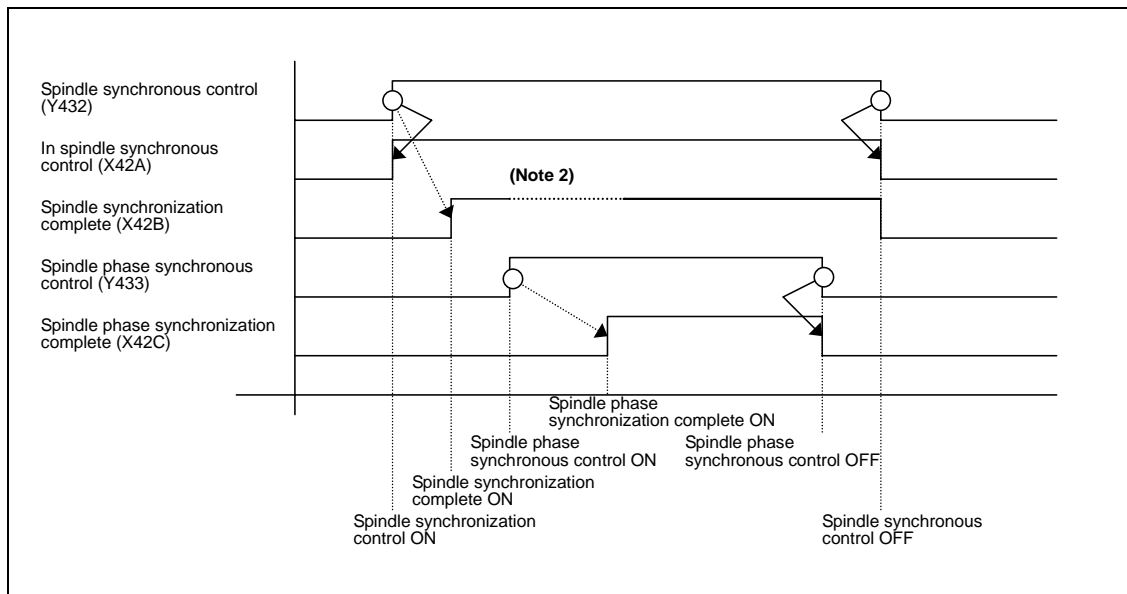 Spindle synchronous control
(Y432)
In spindle synchronous
control (X42A)
(Note 2)
Spindle synchronization
complete (X42B)
Spindle phase synchronous
control (Y433)
Spindle phase synchronization
complete (X42C)
Spindle phase
synchronization complete ON
Spindle phase
synchronous control ON
Spindle phase
synchronous control OFF
Spindle synchronization
complete ON
Spindle synchronization
control ON
Spindle synchronous
control OFF